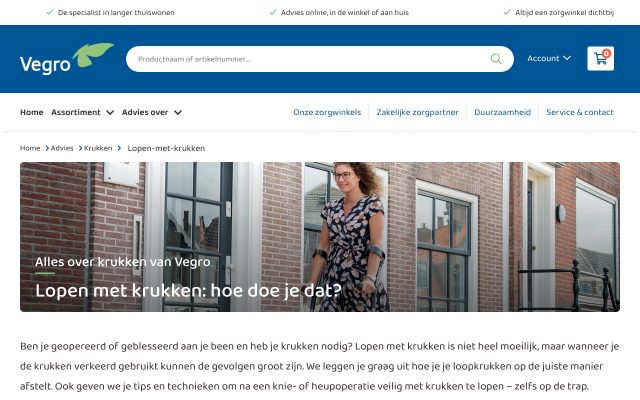 De specialist in langer thuiswonen
Advies online, in de winkel of aan huis
Altijd een zorgwinkel dichtbij
Vegro
Productnaam of artikelnummer...
Account
0
Home Assortiment Advies over
Onze zorgwinkels Zakelijke zorgpartner Duurzaamheid Service & contact
Home Advies Krukken Lopen-met-krukken
Alles over krukken van Vegro
Lopen met krukken: hoe doe je dat?
Ben je geopereerd of geblesseerd aan je been en heb je krukken nodig? Lopen met krukken is niet heel moeilijk, maar wanneer je
de krukken verkeerd gebruikt kunnen de gevolgen groot zijn. We leggen je graag uit hoe je je loopkrukken op de juiste manier
afstelt. Ook geven we je tips en technieken om na een knie- of heupoperatie veilig met krukken te lopen – zelfs op de trap.